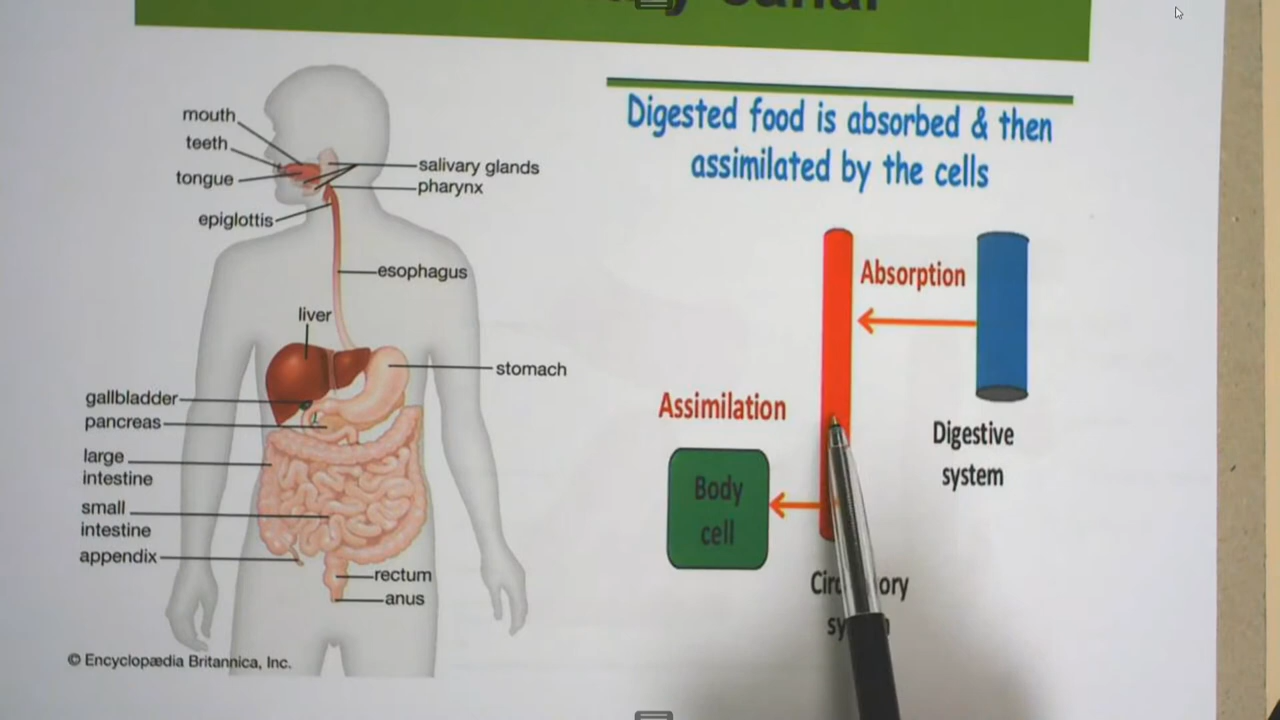 canal
mouth
teeth
tongue
epiglottis
salivary glands
pharynx
esophagus
liver
stomach
gallbladder
pancreas
large
intestine
small
intestine
appendix
rectum
anus
© Encyclopædia Britannica, Inc.
Digested food is absorbed & then
assimilated by the cells
Absorption
Assimilation
Digestive
system
Body
cell